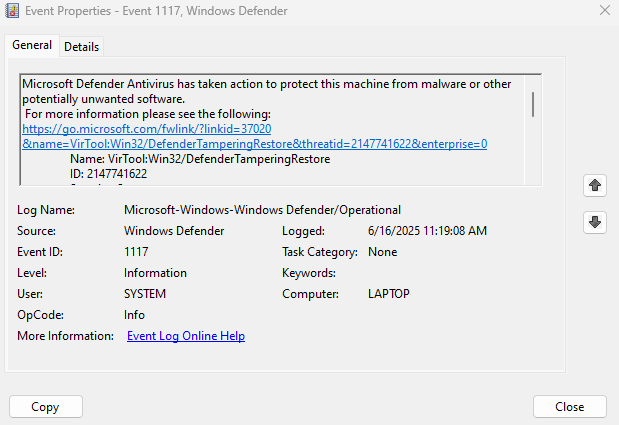 Event Properties - Event 1117, Windows Defender
General Details
Microsoft Defender Antivirus has taken action to protect this machine from malware or other
potentially unwanted software.
For more information please see the following:
https://go.microsoft.com/fwlink/?linkid=37020
&name=VirTool:Win32/DefenderTamperingRestore&threatid=2147741622&enterprise=0
Name: VirTool:Win32/DefenderTamperingRestore
ID: 2147741622
Log Name: Microsoft-Windows-Windows Defender/Operational
Source: Windows Defender Logged: 6/16/2025 11:19:08 AM
Event ID: 1117 Task Category: None
Level: Information Keywords:
User: SYSTEM Computer: LAPTOP
OpCode: Info
More Information: Event Log Online Help
Copy Close